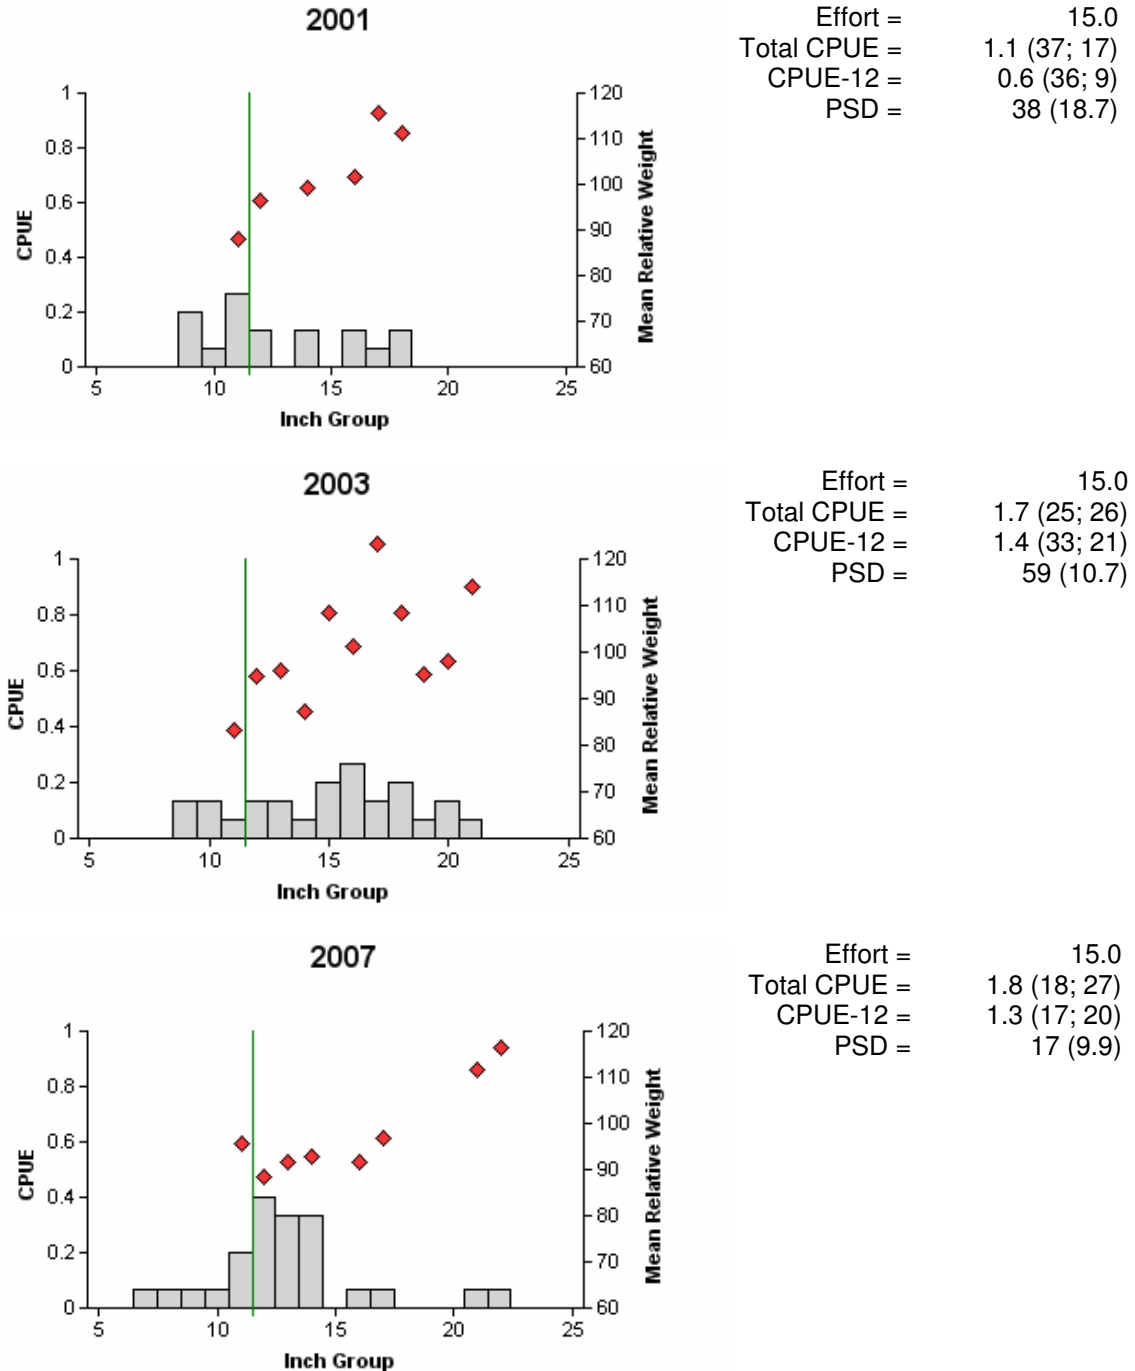 2001
Effort = 15.0
Total CPUE = 1.1 (37; 17)
CPUE-12 = 0.6 (36; 9)
PSD = 38 (18.7)
1
0.8
0.6
0.4
0.2
0
CPUE
120
110
100
90
80
70
60
Mean Relative Weight
5 10 15 20 25
Inch Group
2003
Effort = 15.0
Total CPUE = 1.7 (25; 26)
CPUE-12 = 1.4 (33; 21)
PSD = 59 (10.7)
1
0.8
0.6
0.4
0.2
0
CPUE
120
110
100
90
80
70
60
Mean Relative Weight
5 10 15 20 25
Inch Group
2007
Effort = 15.0
Total CPUE = 1.8 (18; 27)
CPUE-12 = 1.3 (17; 20)
PSD = 17 (9.9)
1
0.8
0.6
0.4
0.2
0
CPUE
120
110
100
90
80
70
60
Mean Relative Weight
5 10 15 20 25
Inch Group